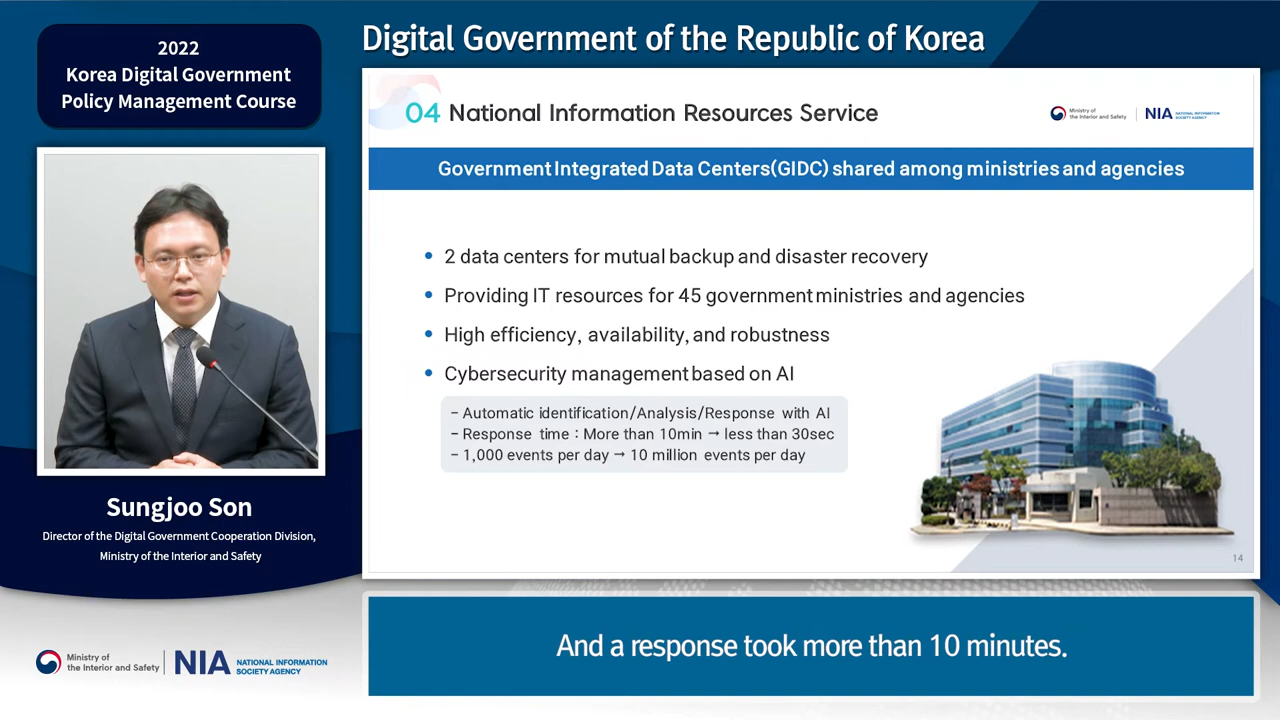 2022
Korea Digital Government
Policy Management Course
Sungjoo Son
Director of the Digital Government Cooperation Division,
Ministry of the Interior and Safety
Ministry of
the Interior and Safety
NIA NATIONAL INFORMATION
SOCIETY AGENCY
Digital Government of the Republic of Korea
04 National Information Resources Service
Ministry of
the Interior and Safety
NIA NATIONAL INFORMATION
SOCIETY AGENCY
Government Integrated Data Centers(GIDC) shared among ministries and agencies
• 2 data centers for mutual backup and disaster recovery
• Providing IT resources for 45 government ministries and agencies
• High efficiency, availability, and robustness
• Cybersecurity management based on AI
– Automatic identification/Analysis/Response with AI
– Response time : More than 10min → less than 30sec
– 1,000 events per day → 10 million events per day
14
And a response took more than 10 minutes.